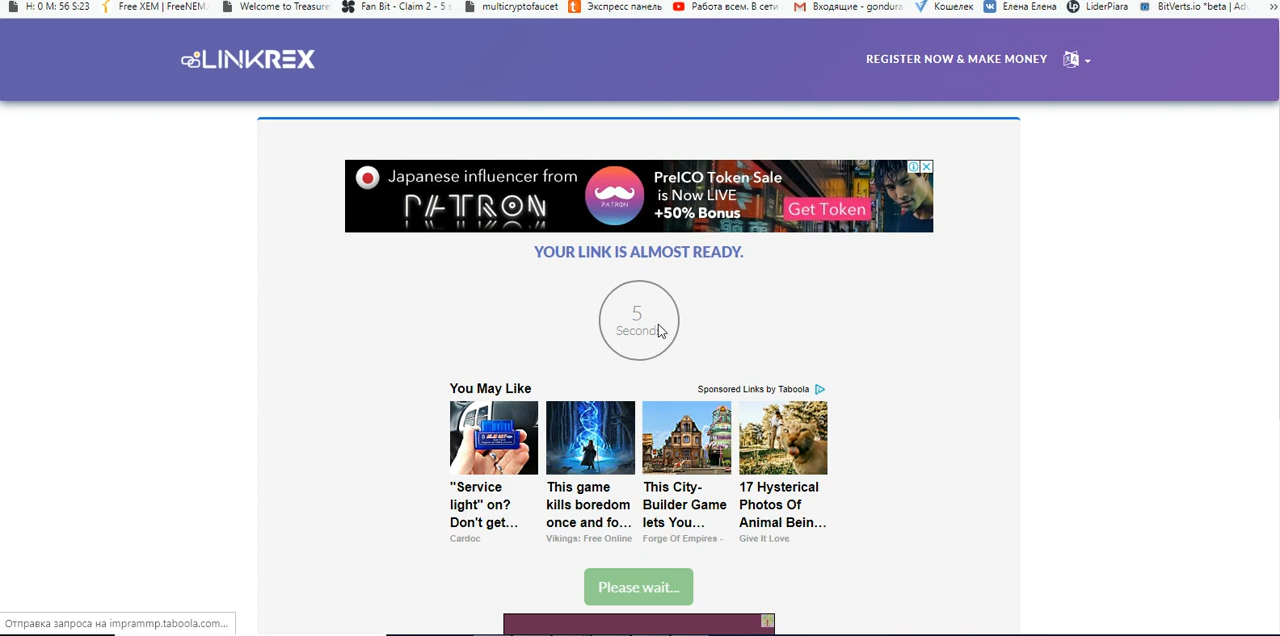 H: 0 M: 56 S:23
Free XEM | FreeNEM.
Welcome to Treasure
Fan Bit - Claim 2 - 5 s
multicryptofaucet
Экспресс панель
Работа всем. В сети
Входящие - gondura
Кошелек
Елена Елена
LiderPiara
BitVerts.io *beta | Adv
LINKREX
REGISTER NOW & MAKE MONEY
Japanese influencer from
PATRON
PATRON
PreICO Token Sale
is Now LIVE
+50% Bonus
Get Token
YOUR LINK IS ALMOST READY.
5
Seconds
You May Like
Sponsored Links by Taboola
"Service
light" on?
Don't get...
Cardoc
This game
kills boredom
once and fo...
Vikings: Free Online
This City-
Builder Game
lets You...
Forge Of Empires -
17 Hysterical
Photos Of
Animal Bein...
Give It Love
Please wait...
Отправка запроса на imprammp.taboola.com...